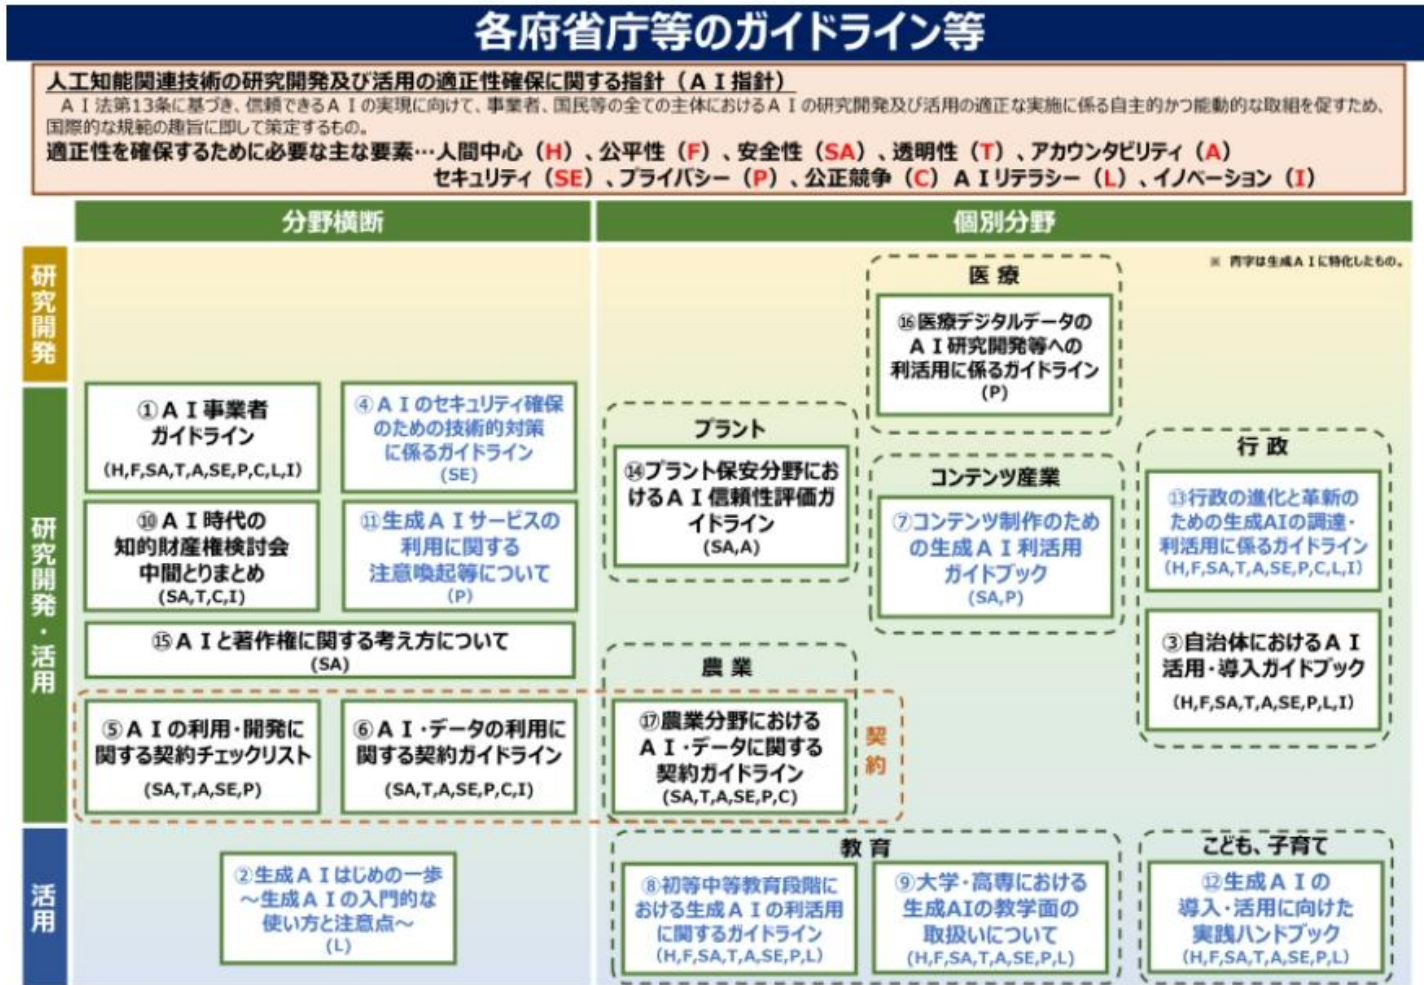 各府省庁等のガイドライン等
人工知能関連技術の研究開発及び活用の適正性確保に関する指針（ＡＩ指針）
ＡＩ法第13条に基づき、信頼できるＡＩの実現に向けて、事業者、国民等の全ての主体におけるＡＩの研究開発及び活用の適正な実施に係る自主的かつ能動的な取組を促すため、
国際的な規範の趣旨に即して策定するもの。
適正性を確保するために必要な主な要素…人間中心（H）、公平性（F）、安全性（SA）、透明性（T）、アカウンタビリティ（A）
セキュリティ（SE）、プライバシー（P）、公正競争（C）ＡＩリテラシー（L）、イノベーション（I）
分野横断
個別分野
研究開発
※ 青字は生成ＡＩに特化したもの。
医療
⑯医療デジタルデータの
ＡＩ研究開発等への
利活用に係るガイドライン
(P)
研究開発・活用
①ＡＩ事業者
ガイドライン
(H,F,SA,T,A,SE,P,C,L,I)
④ＡＩのセキュリティ確保
のための技術的対策
に係るガイドライン
(SE)
⑩ＡＩ時代の
知的財産権検討会
中間とりまとめ
(SA,T,C,I)
⑪生成ＡＩサービスの
利用に関する
注意喚起等について
(P)
⑮ＡＩと著作権に関する考え方について
(SA)
⑤ＡＩの利用・開発に
関する契約チェックリスト
(SA,T,A,SE,P)
⑥ＡＩ・データの利用に
関する契約ガイドライン
(SA,T,A,SE,P,C,I)
プラント
⑭プラント保安分野にお
けるＡＩ信頼性評価ガ
イドライン
(SA,A)
コンテンツ産業
⑦コンテンツ制作のため
の生成ＡＩ利活用
ガイドブック
(SA,P)
行政
⑬行政の進化と革新の
ための生成AIの調達・
利活用に係るガイドライン
(H,F,SA,T,A,SE,P,C,L,I)
③自治体におけるＡＩ
活用・導入ガイドブック
(H,F,SA,T,A,SE,P,L,I)
農業
⑰農業分野における
ＡＩ・データに関する
契約ガイドライン
(SA,T,A,SE,P,C)
契約
活用
②生成ＡＩはじめの一歩
～生成ＡＩの入門的な
使い方と注意点～
(L)
教育
⑧初等中等教育段階に
おける生成ＡＩの利活用
に関するガイドライン
(H,F,SA,T,A,SE,P,L)
⑨大学・高専における
生成AIの教学面の
取扱いについて
(H,F,SA,T,A,SE,P,L)
こども、子育て
⑫生成ＡＩの
導入・活用に向けた
実践ハンドブック
(H,F,SA,T,A,SE,P,L)